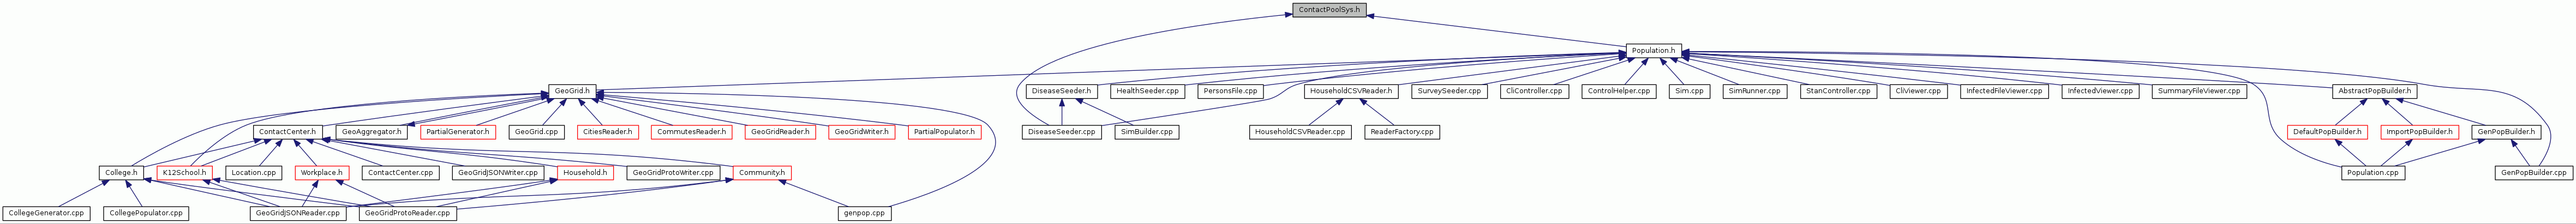 ContactPoolSys.h
Population.h
GeoGrid.h
DiseaseSeeder.h
HealthSeeder.cpp
PersonsFile.cpp
HouseholdCSVReader.h
SurveySeeder.cpp
CliController.cpp
ControlHelper.cpp
Sim.cpp
SimRunner.cpp
StanController.cpp
CliViewer.cpp
InfectedFileViewer.cpp
InfectedViewer.cpp
SummaryFileViewer.cpp
AbstractPopBuilder.h
ContactCenter.h
GeoAggregator.h
PartialGenerator.h
GeoGrid.cpp
CitiesReader.h
CommutesReader.h
GeoGridReader.h
GeoGridWriter.h
PartialPopulator.h
DiseaseSeeder.cpp
SimBuilder.cpp
HouseholdCSVReader.cpp
ReaderFactory.cpp
DefaultPopBuilder.h
ImportPopBuilder.h
GenPopBuilder.h
College.h
K12School.h
Location.cpp
Workplace.h
ContactCenter.cpp
GeoGridJSONWriter.cpp
Household.h
GeoGridProtoWriter.cpp
Community.h
Population.cpp
GenPopBuilder.cpp
CollegeGenerator.cpp
CollegePopulator.cpp
GeoGridJSONReader.cpp
GeoGridProtoReader.cpp
genpop.cpp